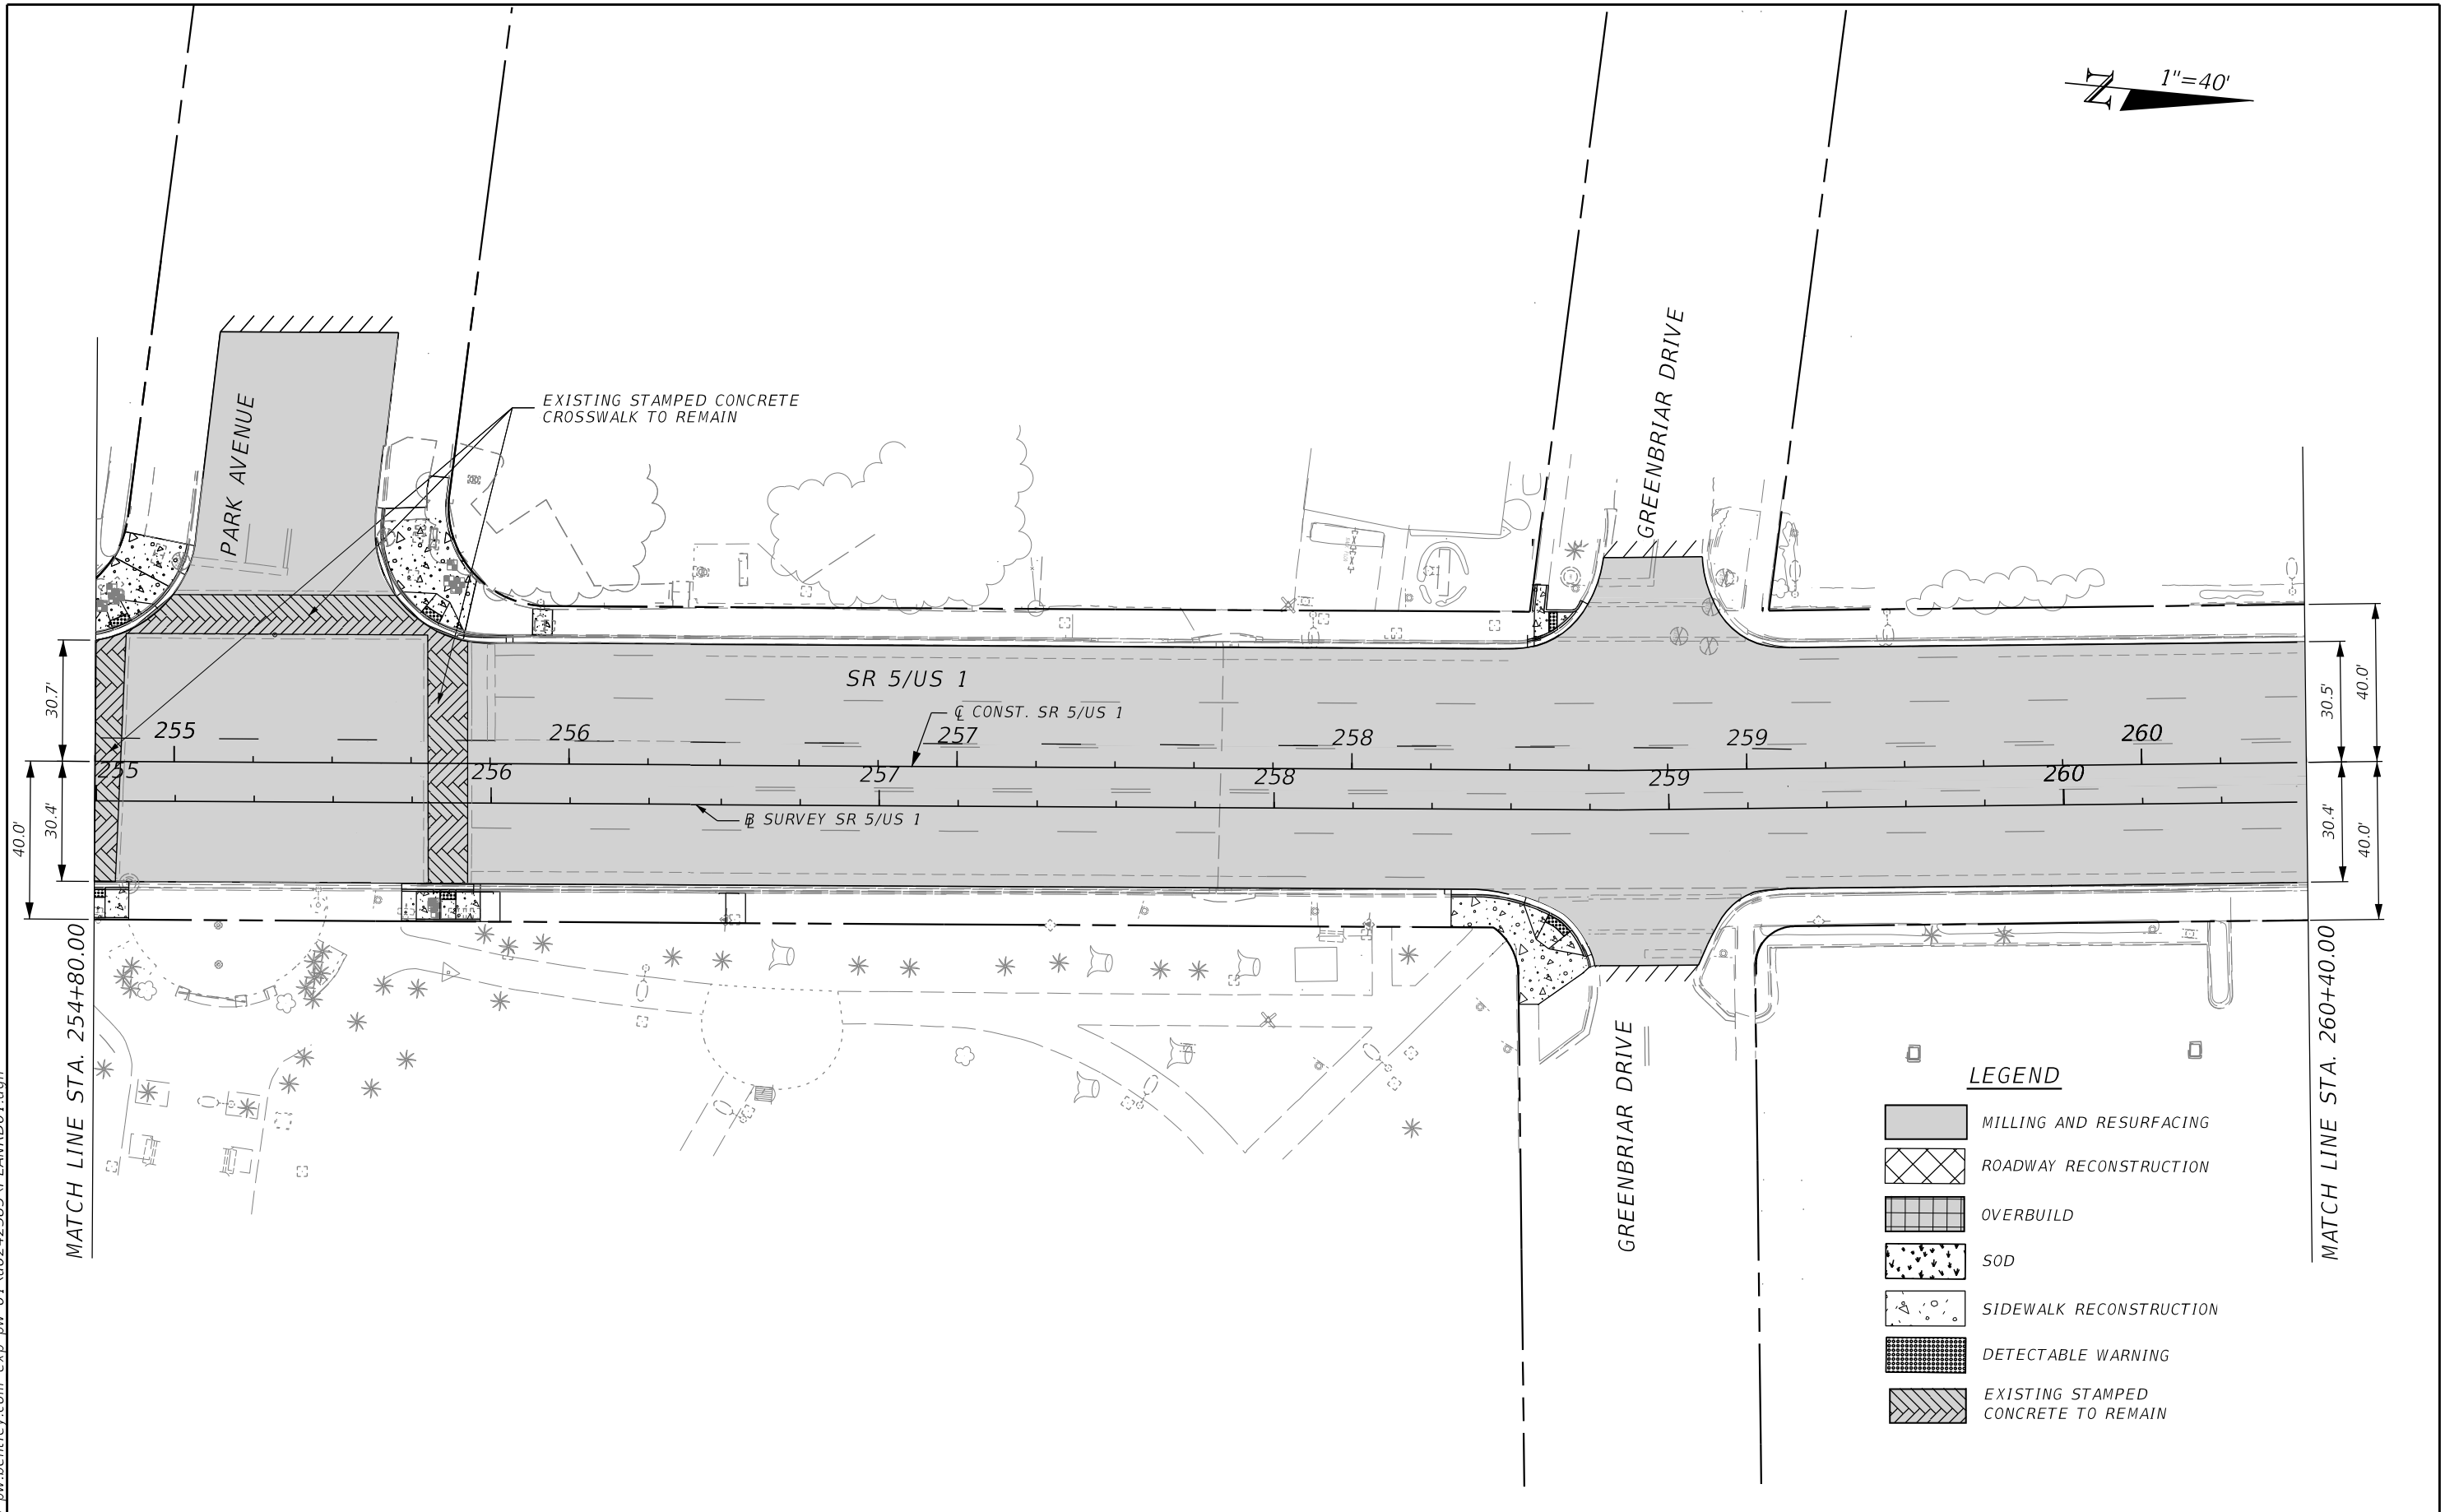 N
1"=40'
PARK AVENUE
EXISTING STAMPED CONCRETE
CROSSWALK TO REMAIN
GREENBRIAR DRIVE
SR 5/US 1
℄ CONST. SR 5/US 1
255
256
257
258
259
260
255
256
257
258
259
260
B̲L SURVEY SR 5/US 1
30.7'
30.4'
40.0'
30.5'
40.0'
30.4'
40.0'
MATCH LINE STA. 254+80.00
MATCH LINE STA. 260+40.00
GREENBRIAR DRIVE
LEGEND
MILLING AND RESURFACING
ROADWAY RECONSTRUCTION
OVERBUILD
SOD
SIDEWALK RECONSTRUCTION
DETECTABLE WARNING
EXISTING STAMPED
CONCRETE TO REMAIN